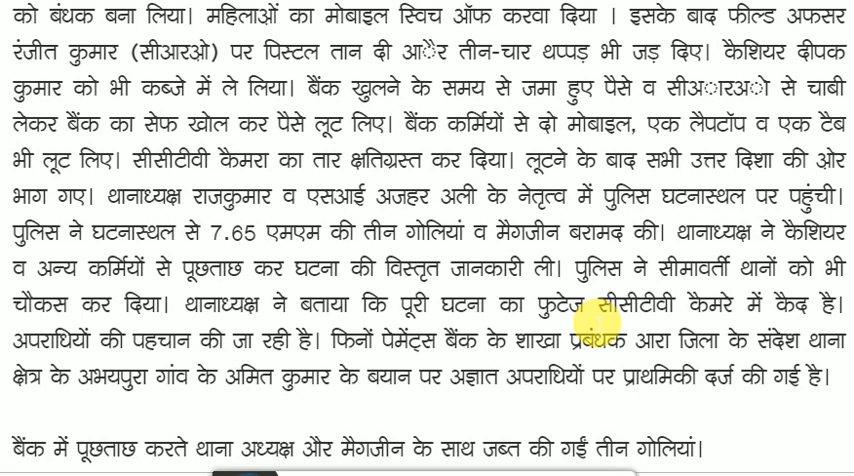 को बंधक बना लिया। महिलाओं का मोबाइल स्विच ऑफ करवा दिया । इसके बाद फील्ड अफसर
रंजीत कुमार (सीआरओ) पर पिस्टल तान दी आैर तीन-चार थप्पड़ भी जड़ दिए। कैशियर दीपक
कुमार को भी कब्जे में ले लिया। बैंक खुलने के समय से जमा हुए पैसे व सीअारअाे से चाबी
लेकर बैंक का सेफ खोल कर पैसे लूट लिए। बैंक कर्मियों से दो मोबाइल, एक लैपटॉप व एक टैब
भी लूट लिए। सीसीटीवी कैमरा का तार क्षतिग्रस्त कर दिया। लूटने के बाद सभी उत्तर दिशा की ओर
भाग गए। थानाध्यक्ष राजकुमार व एसआई अजहर अली के नेतृत्व में पुलिस घटनास्थल पर पहुंची।
पुलिस ने घटनास्थल से 7.65 एमएम की तीन गोलियां व मैगजीन बरामद की। थानाध्यक्ष ने कैशियर
व अन्य कर्मियों से पूछताछ कर घटना की विस्तृत जानकारी ली। पुलिस ने सीमावर्ती थानों को भी
चौकस कर दिया। थानाध्यक्ष ने बताया कि पूरी घटना का फुटेज सीसीटीवी कैमरे में कैद है।
अपराधियों की पहचान की जा रही है। फिनों पेमेंट्स बैंक के शाखा प्रबंधक आरा जिला के संदेश थाना
क्षेत्र के अभयपुरा गांव के अमित कुमार के बयान पर अज्ञात अपराधियों पर प्राथमिकी दर्ज की गई है।
बैंक में पूछताछ करते थाना अध्यक्ष और मैगजीन के साथ जब्त की गईं तीन गोलियां।